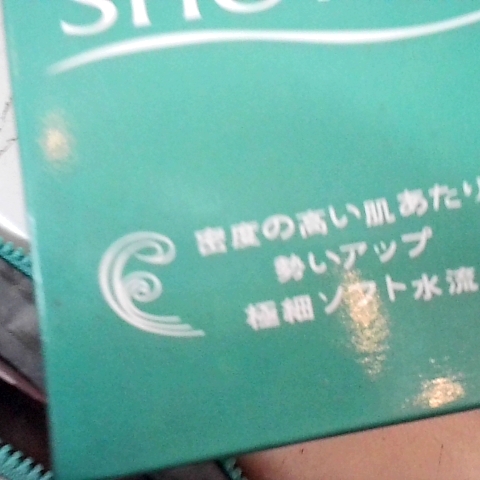 密度の高い肌あたり
勢いアップ
極細ソフト水流